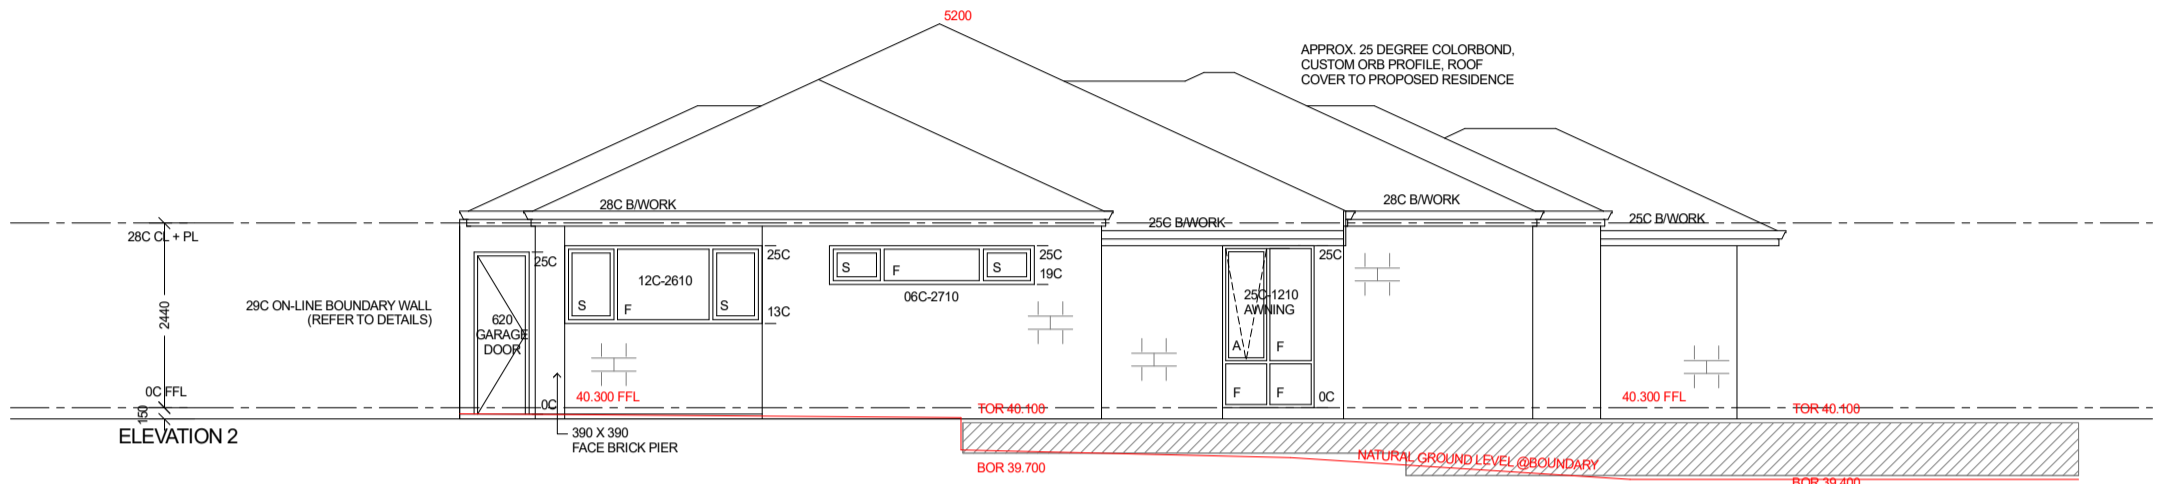 5200
APPROX. 25 DEGREE COLORBOND,
CUSTOM ORB PROFILE, ROOF
COVER TO PROPOSED RESIDENCE
28C B/WORK
28C B/WORK
25C B/WORK
25C B/WORK
28C CL + PL
25C
25C
25C
19C
25C
S
F
S
12C-2610
S
F
S
06C-2710
13C
25C-1210
AWNING
A
F
F
F
29C ON-LINE BOUNDARY WALL
(REFER TO DETAILS)
2440
620
GARAGE
DOOR
0C FFL
150
0C
40.300 FFL
0C
40.300 FFL
TOR 40.100
TOR 40.100
ELEVATION 2
390 X 390
FACE BRICK PIER
BOR 39.700
NATURAL GROUND LEVEL @BOUNDARY
BOR 39.400